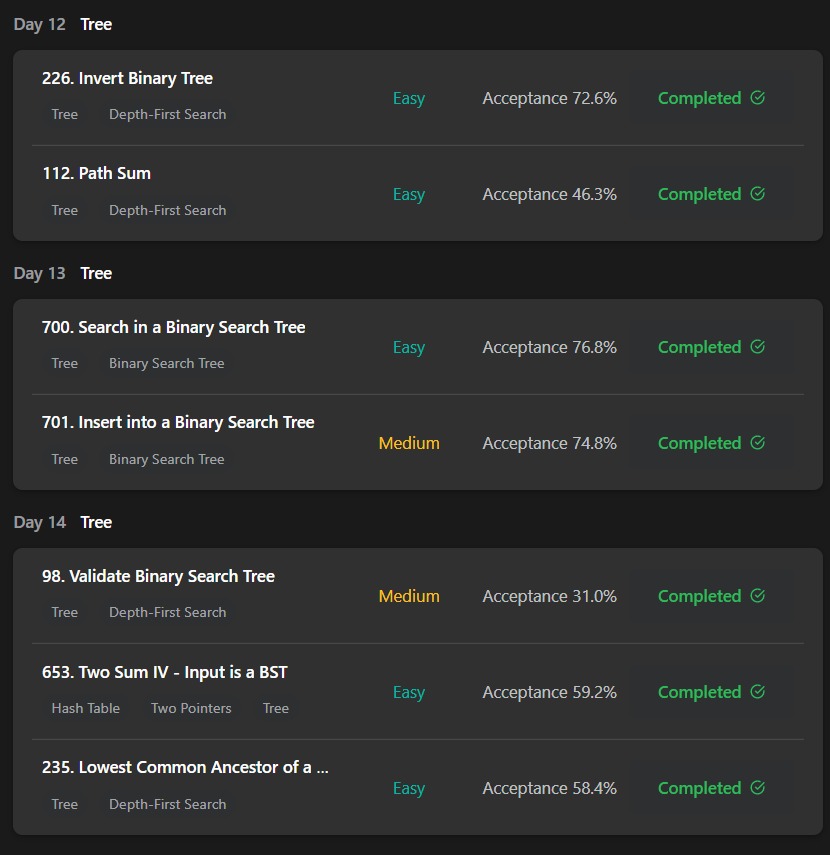 Day 12 Tree
226. Invert Binary Tree
Easy Acceptance 72.6% Completed
Tree Depth-First Search
112. Path Sum
Easy Acceptance 46.3% Completed
Tree Depth-First Search
Day 13 Tree
700. Search in a Binary Search Tree
Easy Acceptance 76.8% Completed
Tree Binary Search Tree
701. Insert into a Binary Search Tree
Medium Acceptance 74.8% Completed
Tree Binary Search Tree
Day 14 Tree
98. Validate Binary Search Tree
Medium Acceptance 31.0% Completed
Tree Depth-First Search
653. Two Sum IV - Input is a BST
Easy Acceptance 59.2% Completed
Hash Table Two Pointers Tree
235. Lowest Common Ancestor of a ...
Easy Acceptance 58.4% Completed
Tree Depth-First Search